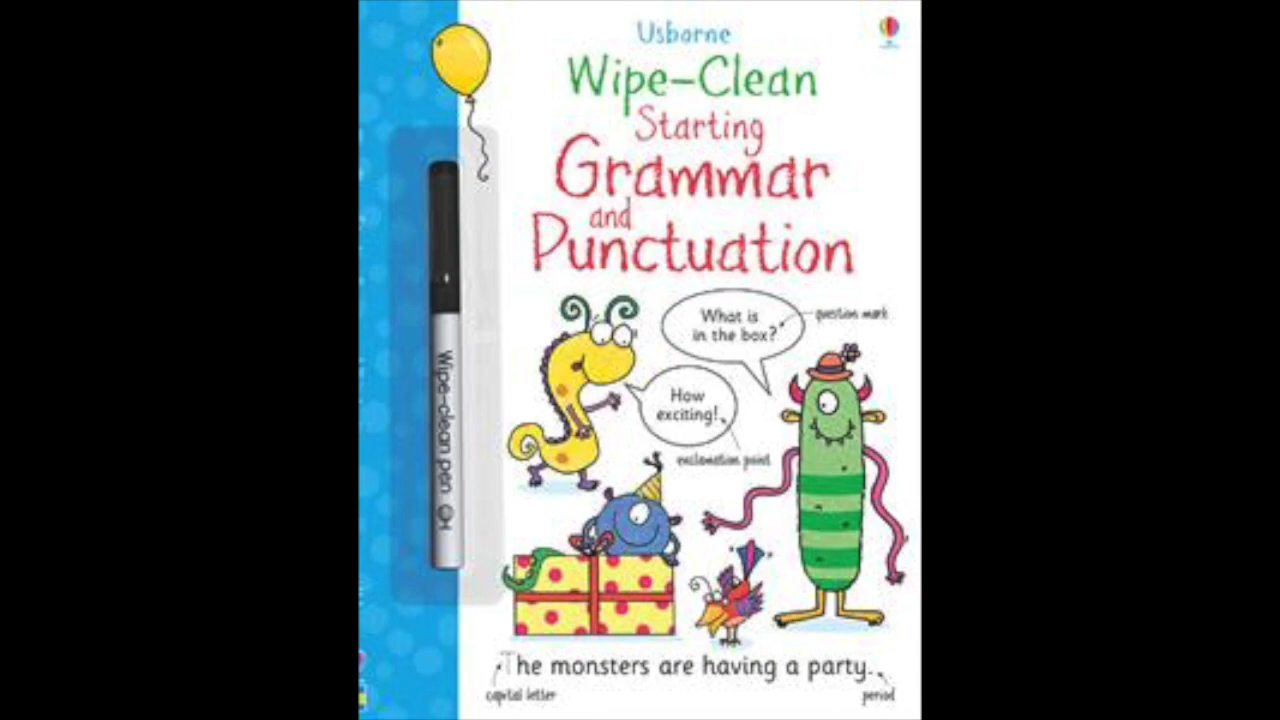 Usborne
Wipe-Clean
Starting
Grammar
and
Punctuation
What is
in the box?
question mark
How
exciting!
exclamation point
Wipe-clean pen
The monsters are having a party.
capital letter
period